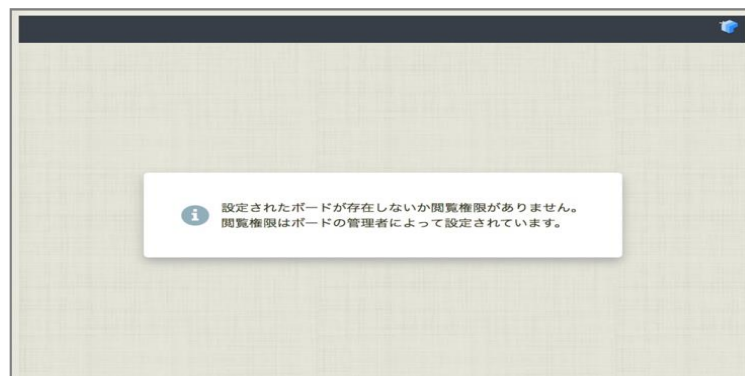 設定されたボードが存在しないか閲覧権限がありません。
閲覧権限はボードの管理者によって設定されています。